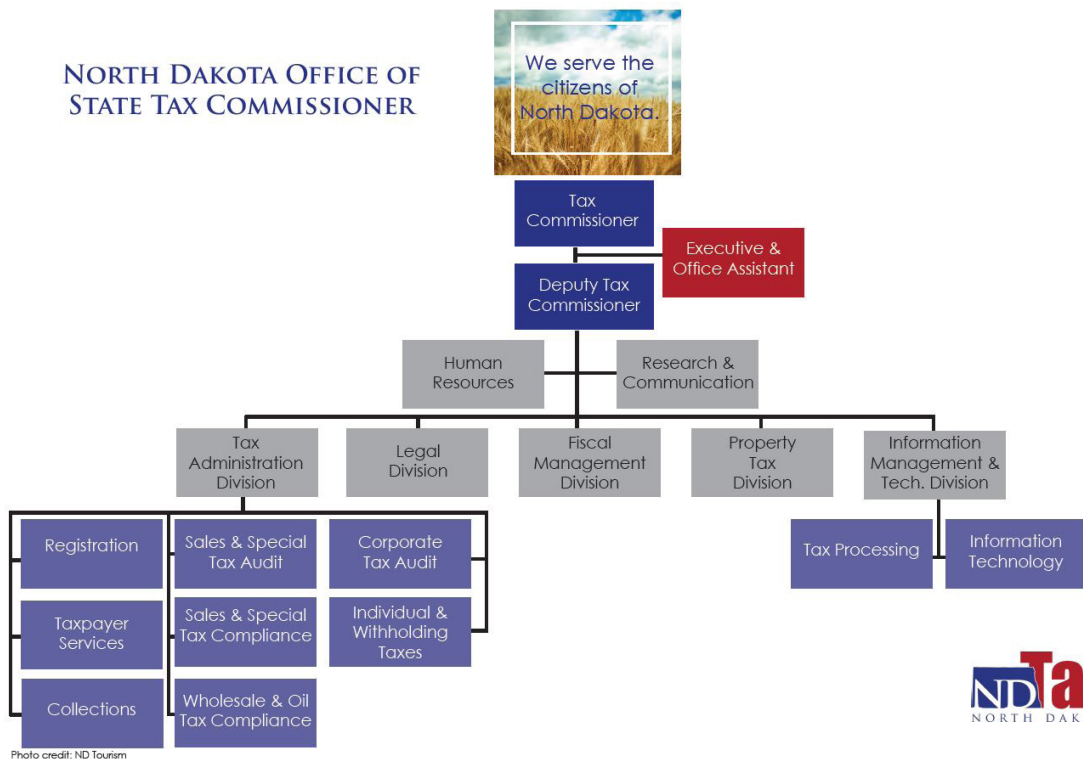 NORTH DAKOTA OFFICE OF
STATE TAX COMMISSIONER
We serve the
citizens of
North Dakota.
Tax
Commissioner
Executive &
Office Assistant
Deputy Tax
Commissioner
Human
Resources
Research &
Communication
Tax
Administration
Division
Legal
Division
Fiscal
Management
Division
Property
Tax
Division
Information
Management &
Tech. Division
Registration
Sales & Special
Tax Audit
Corporate
Tax Audit
Tax Processing
Information
Technology
Taxpayer
Services
Sales & Special
Tax Compliance
Individual &
Withholding
Taxes
Collections
Wholesale & Oil
Tax Compliance
NDTa
NORTH DAK
Photo credit: ND Tourism